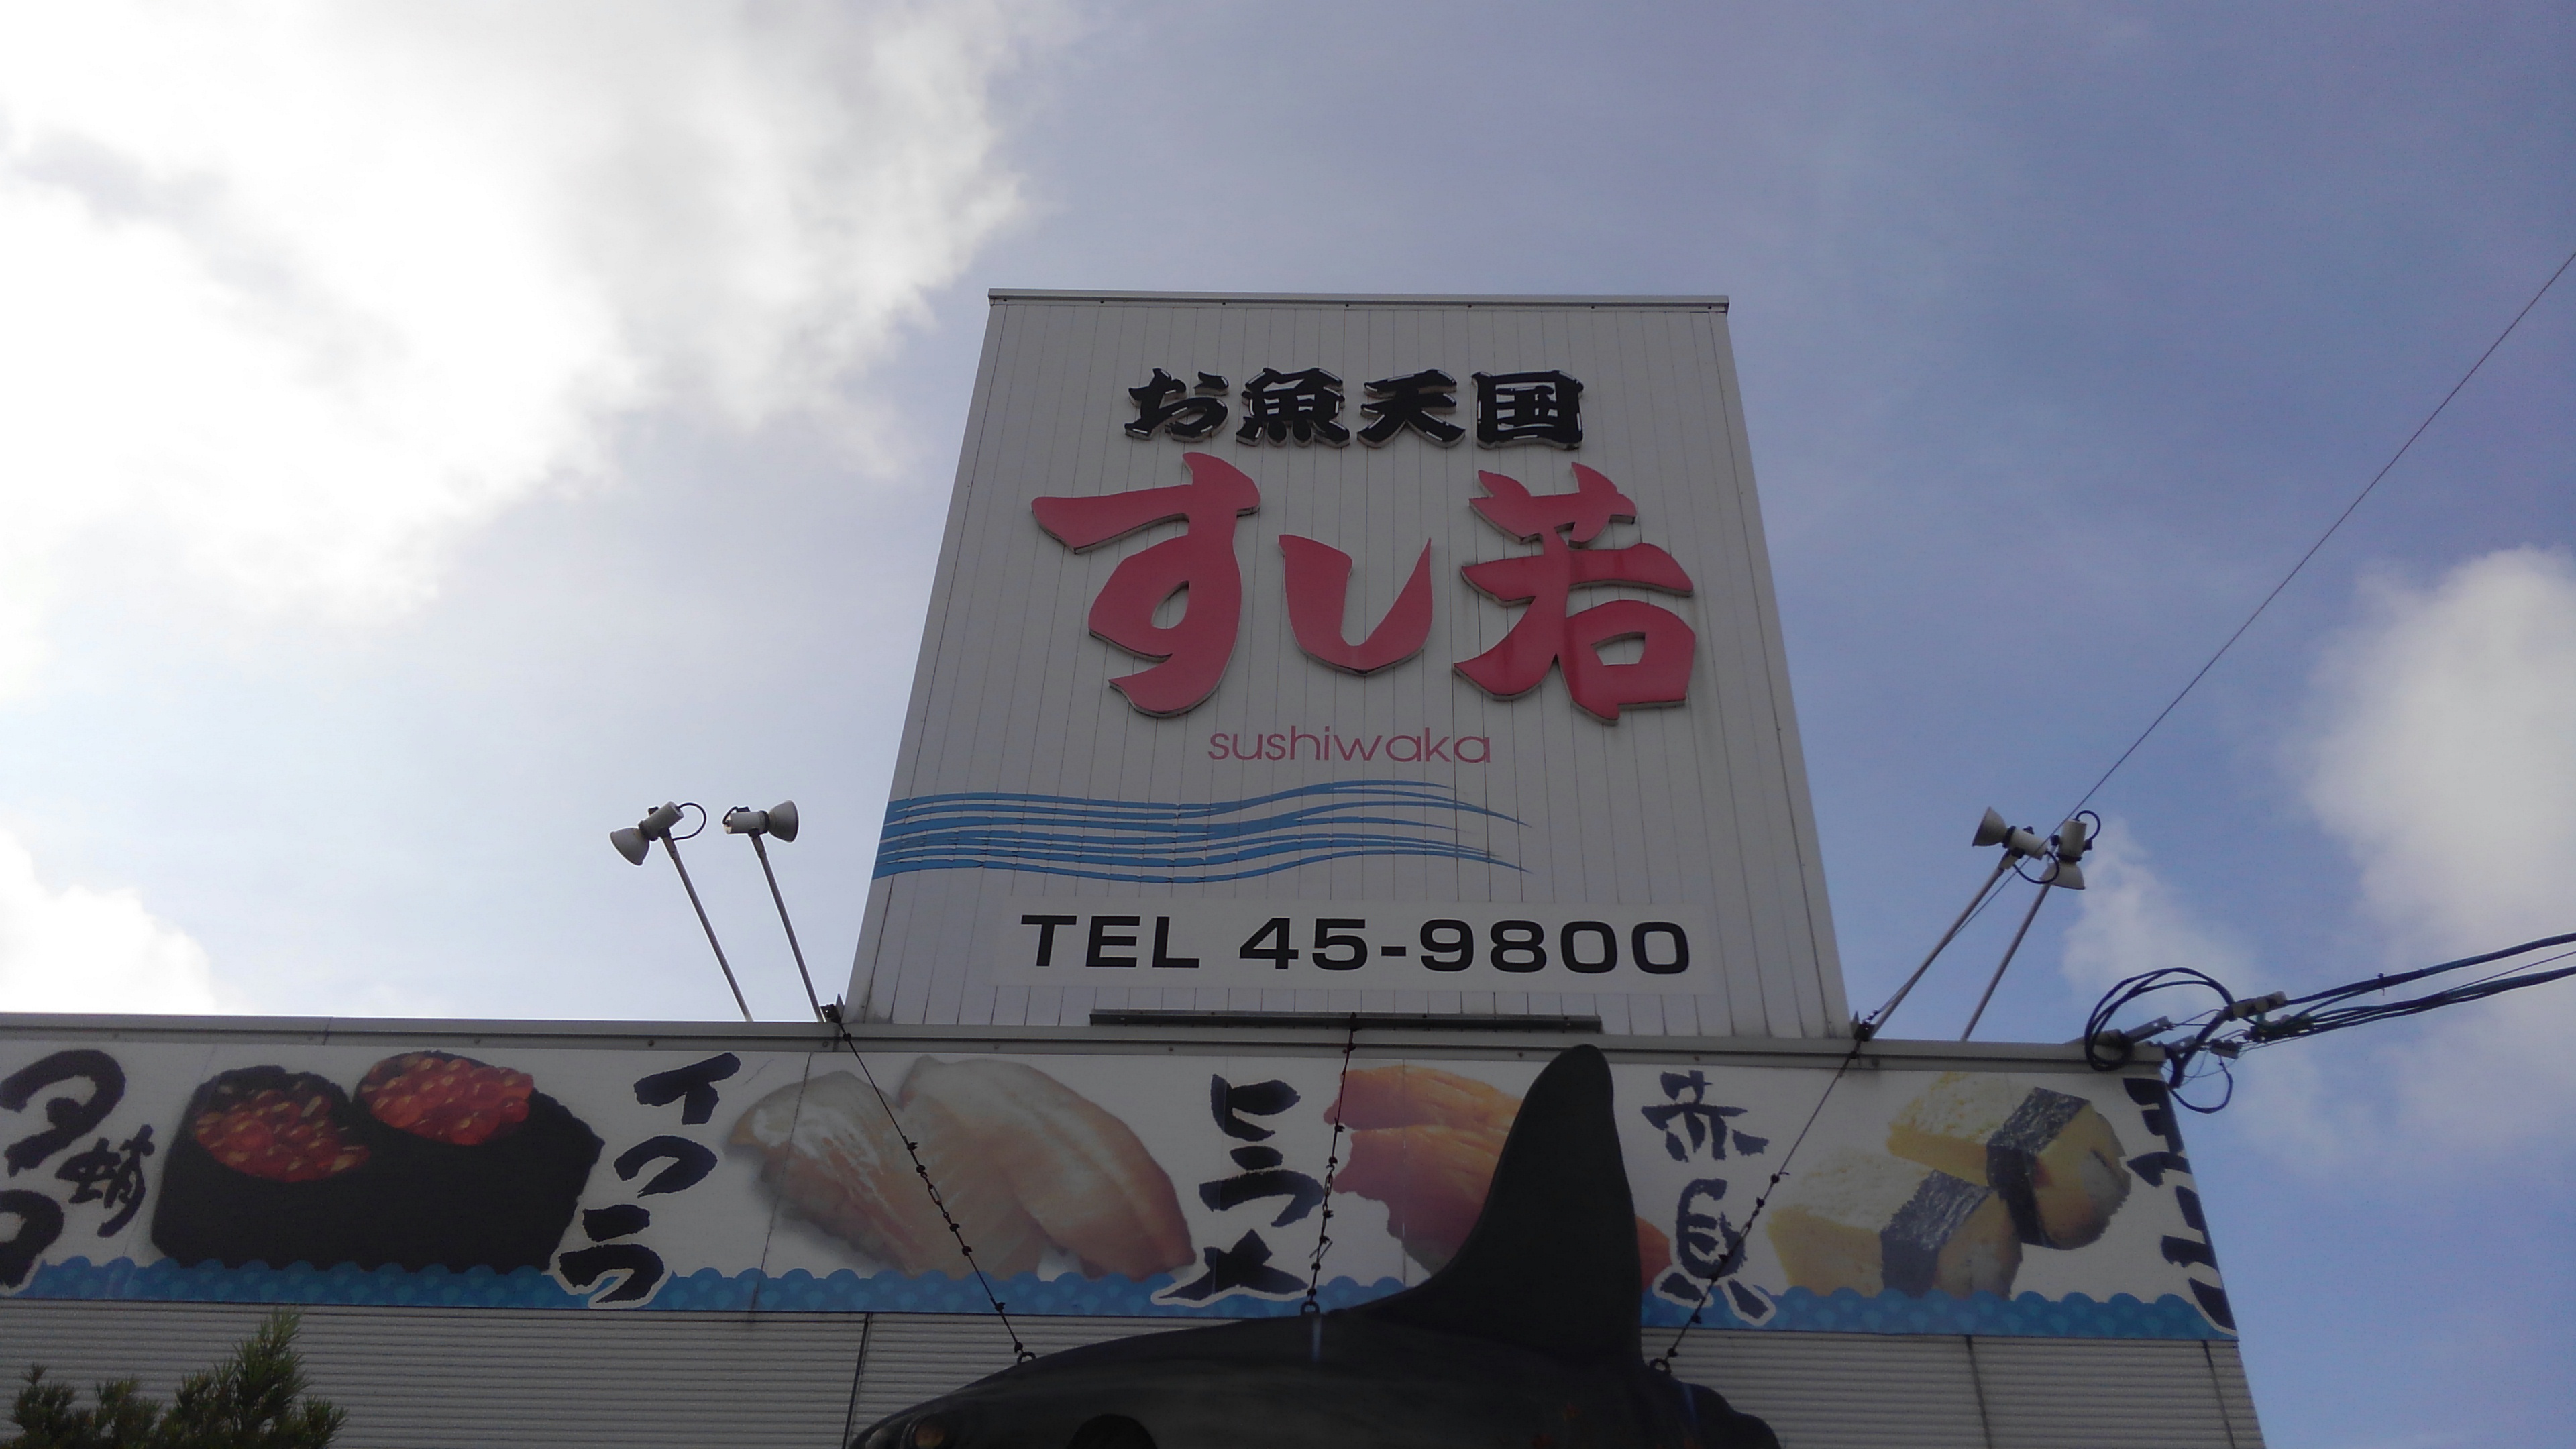 お魚天国
すし若
sushiwaka
TEL 45-9800
イクラ
ヒラメ
赤貝